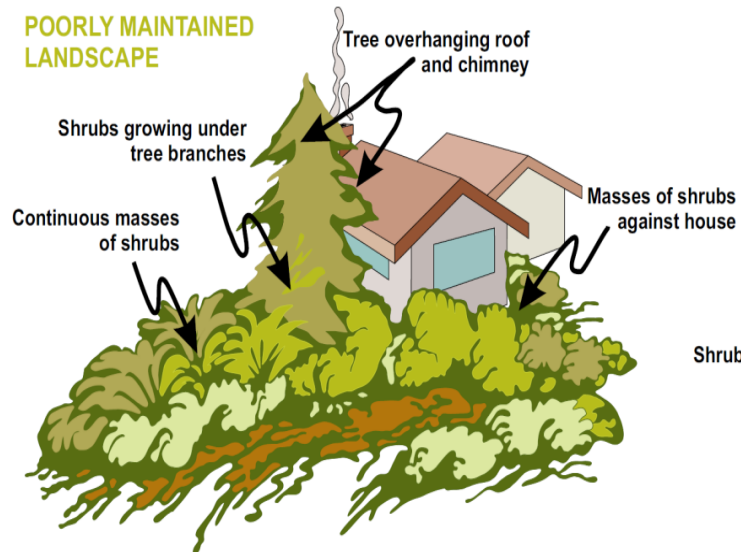 POORLY MAINTAINED
LANDSCAPE
Tree overhanging roof
and chimney
Shrubs growing under
tree branches
Continuous masses
of shrubs
Masses of shrubs
against house
Shrub